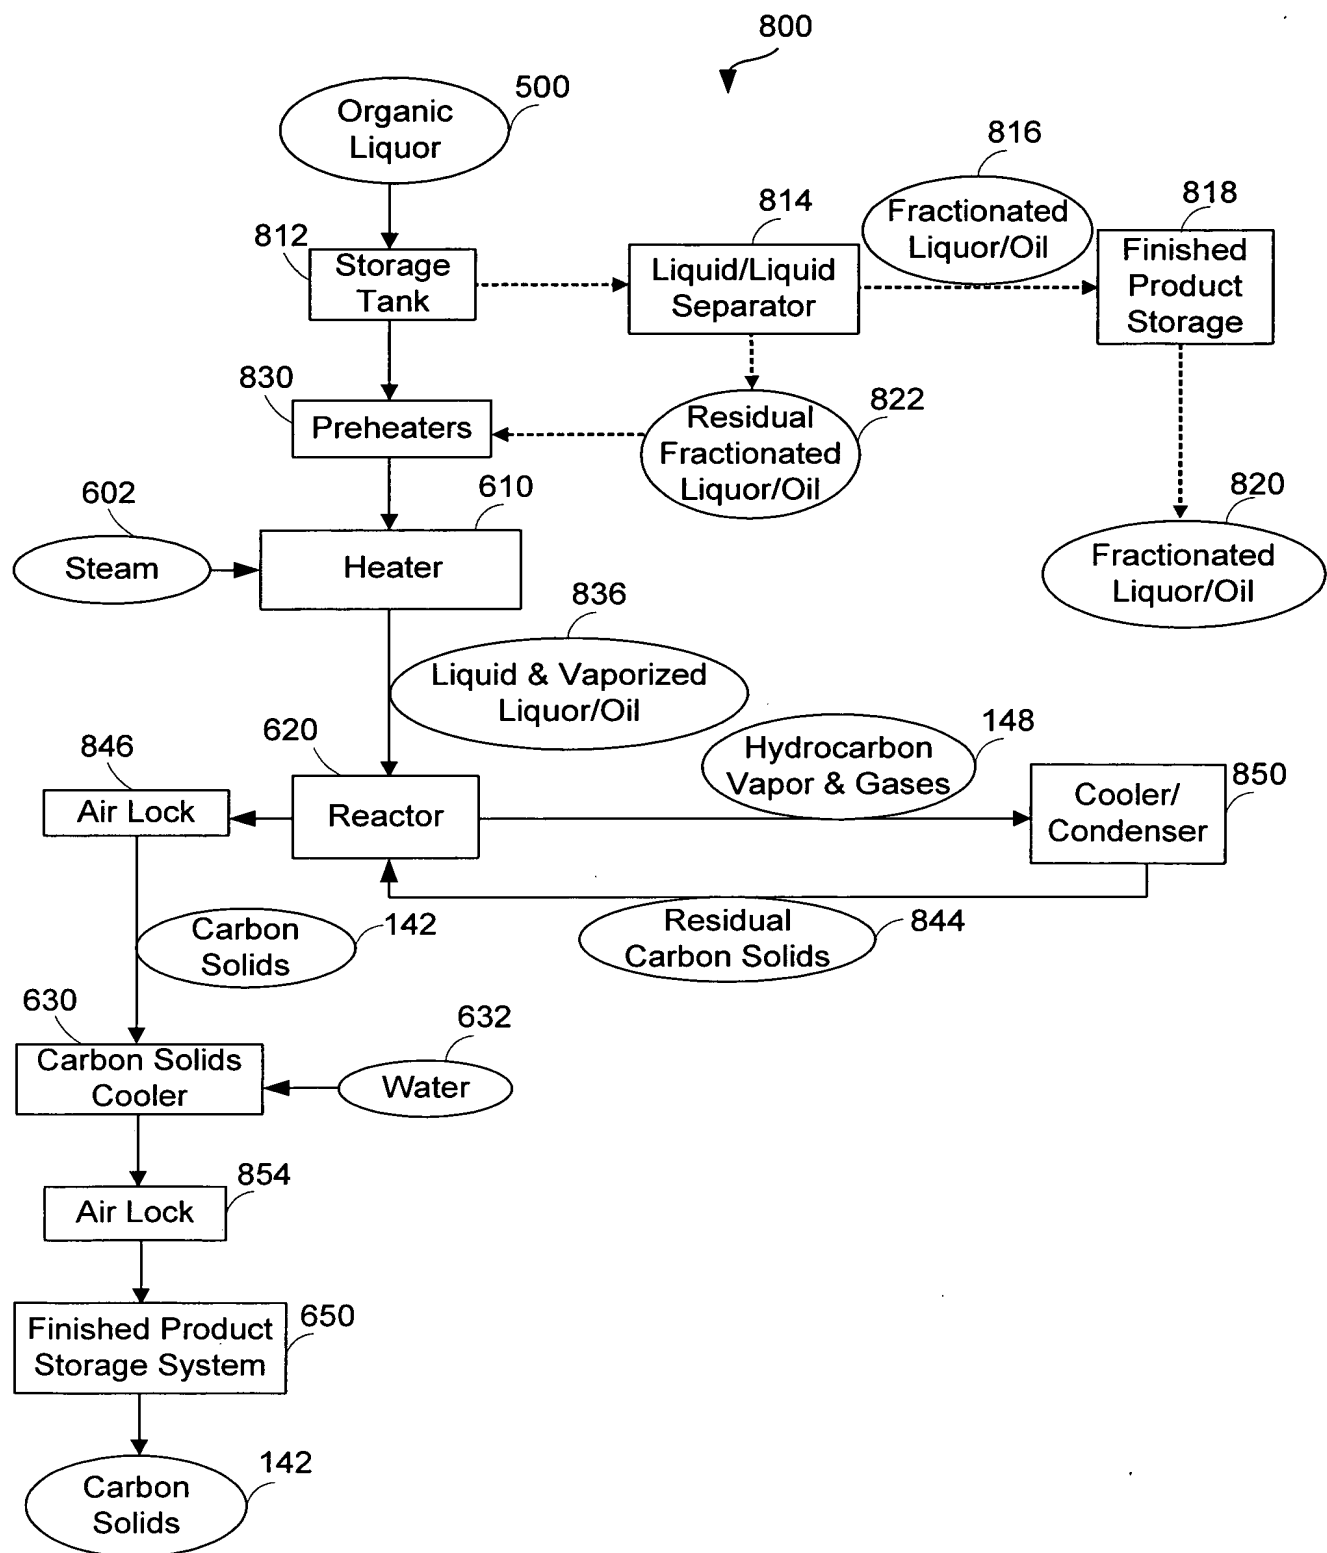 800
500
Organic
Liquor
816
Fractionated
Liquor/Oil
818
Finished
Product
Storage
814
Liquid/Liquid
Separator
812
Storage
Tank
830
Preheaters
822
Residual
Fractionated
Liquor/Oil
820
Fractionated
Liquor/Oil
602
Steam
610
Heater
836
Liquid & Vaporized
Liquor/Oil
148
Hydrocarbon
Vapor & Gases
850
Cooler/
Condenser
620
Reactor
846
Air Lock
844
Residual
Carbon Solids
142
Carbon
Solids
630
Carbon Solids
Cooler
632
Water
854
Air Lock
650
Finished Product
Storage System
142
Carbon
Solids